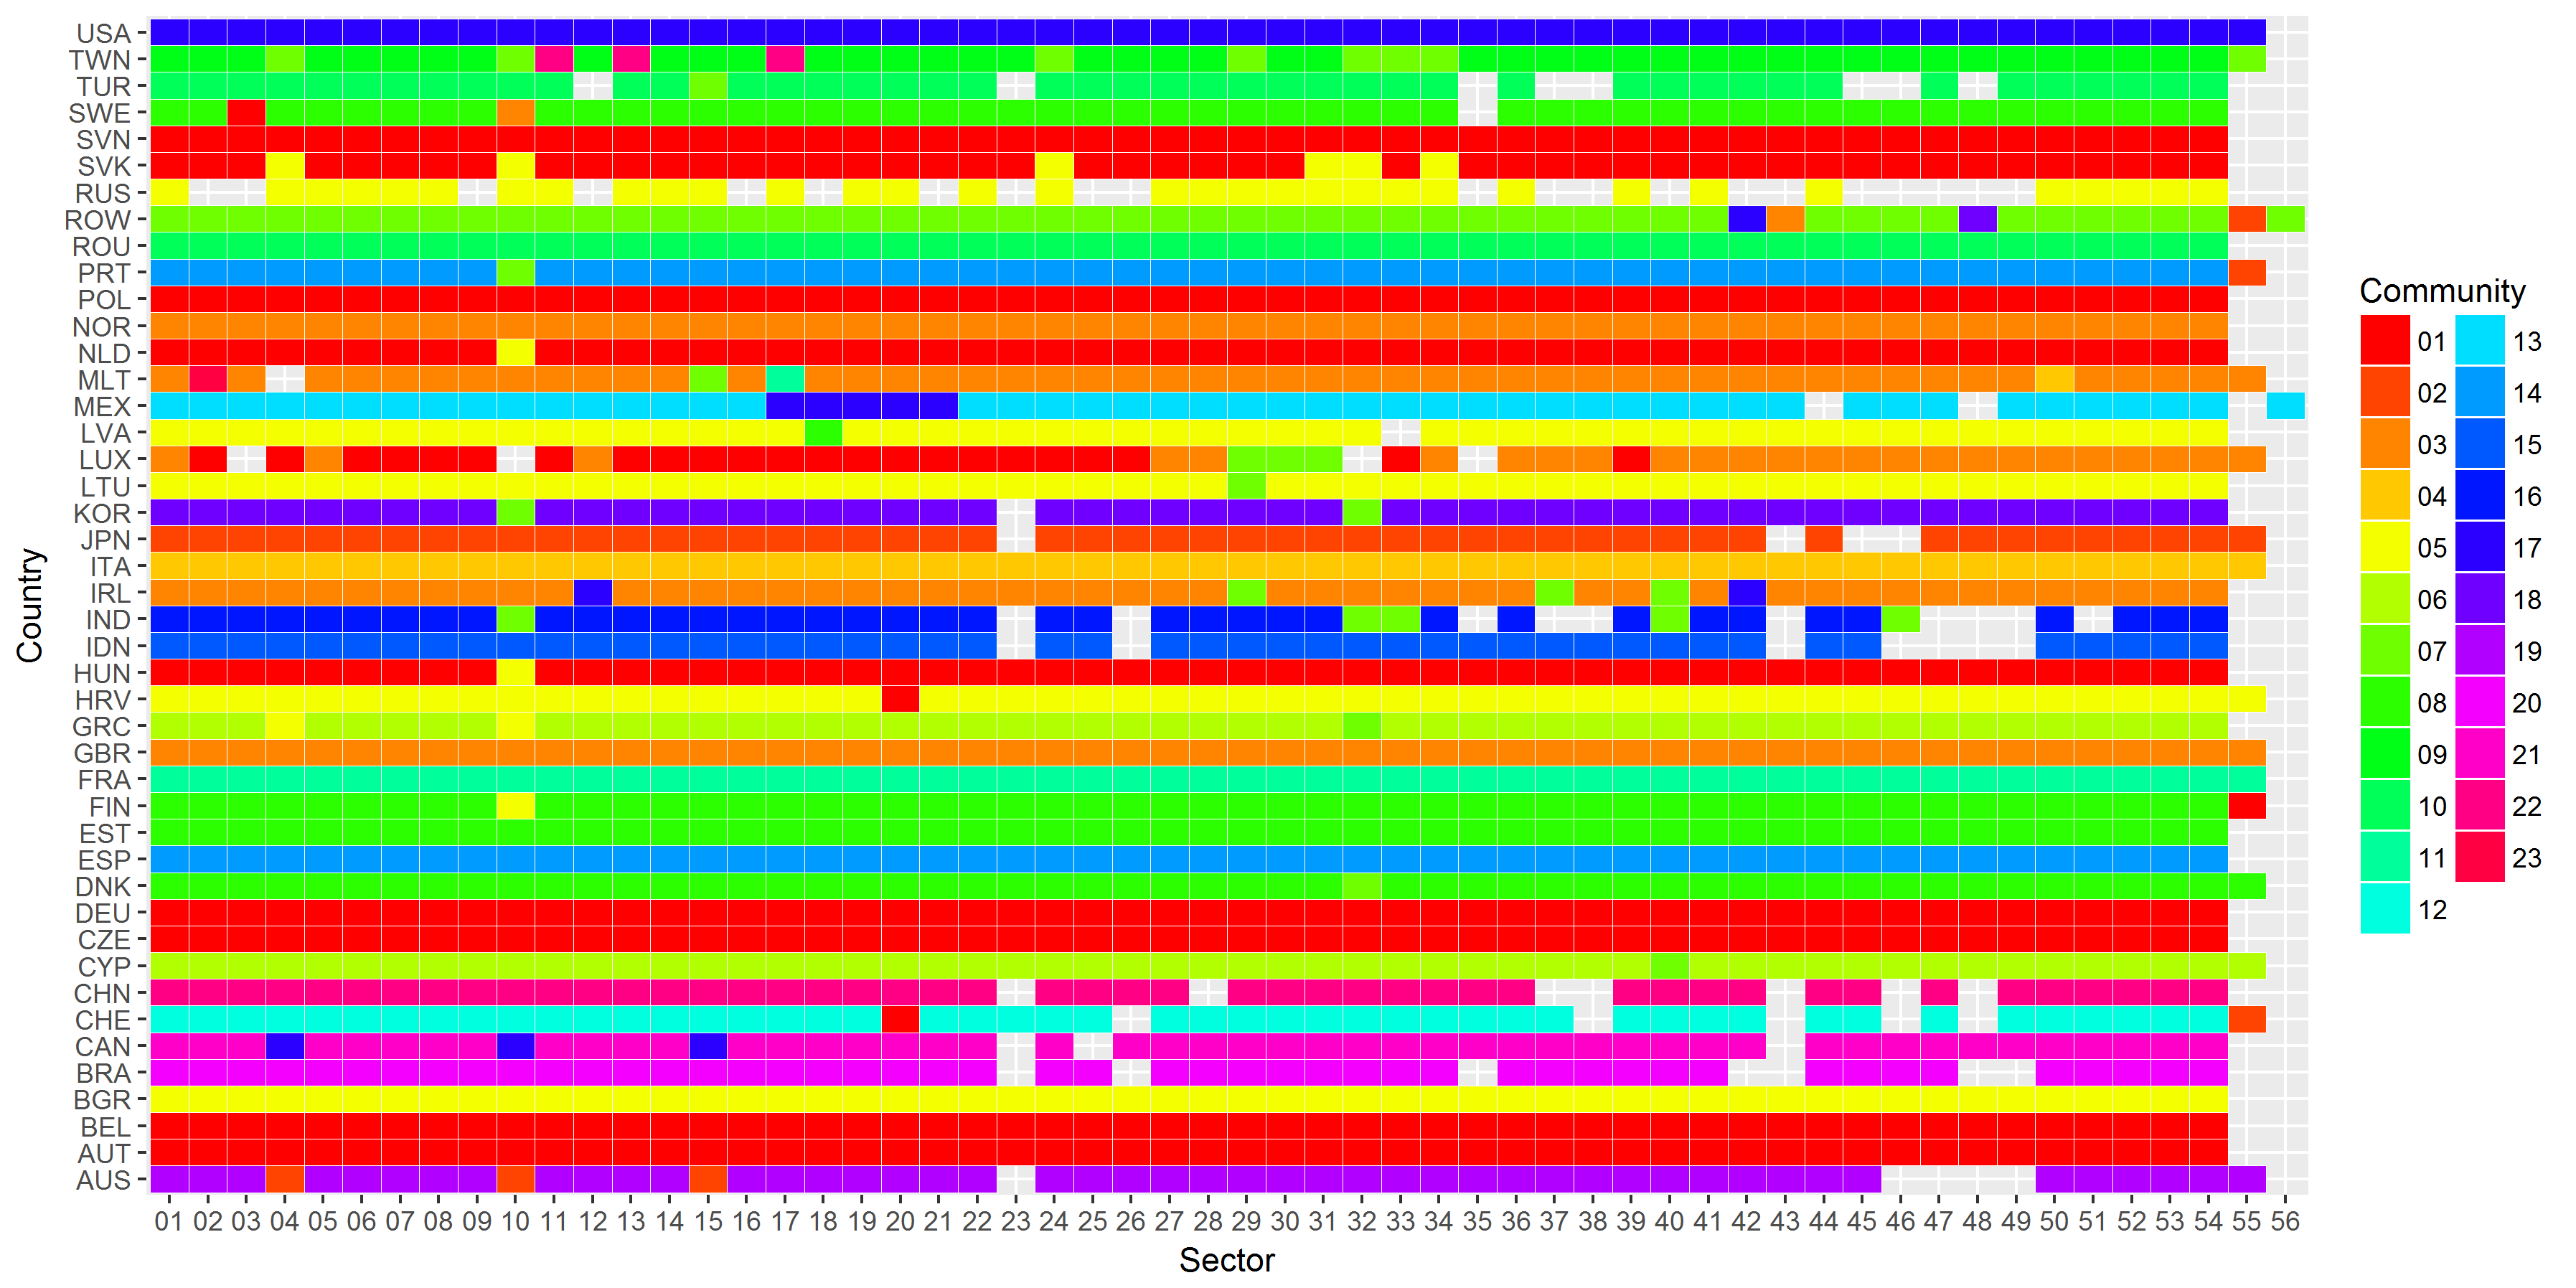 USA
TWN
TUR
SWE
SVN
SVK
RUS
ROW
ROU
PRT
POL
NOR
NLD
MLT
MEX
LVA
LUX
LTU
KOR
JPN
ITA
IRL
IND
IDN
HUN
HRV
GRC
GBR
FRA
FIN
EST
ESP
DNK
DEU
CZE
CYP
CHN
CHE
CAN
BRA
BGR
BEL
AUT
AUS
Country
01 02 03 04 05 06 07 08 09 10 11 12 13 14 15 16 17 18 19 20 21 22 23 24 25 26 27 28 29 30 31 32 33 34 35 36 37 38 39 40 41 42 43 44 45 46 47 48 49 50 51 52 53 54 55 56
Sector
Community
01 13
02 14
03 15
04 16
05 17
06 18
07 19
08 20
09 21
10 22
11 23
12